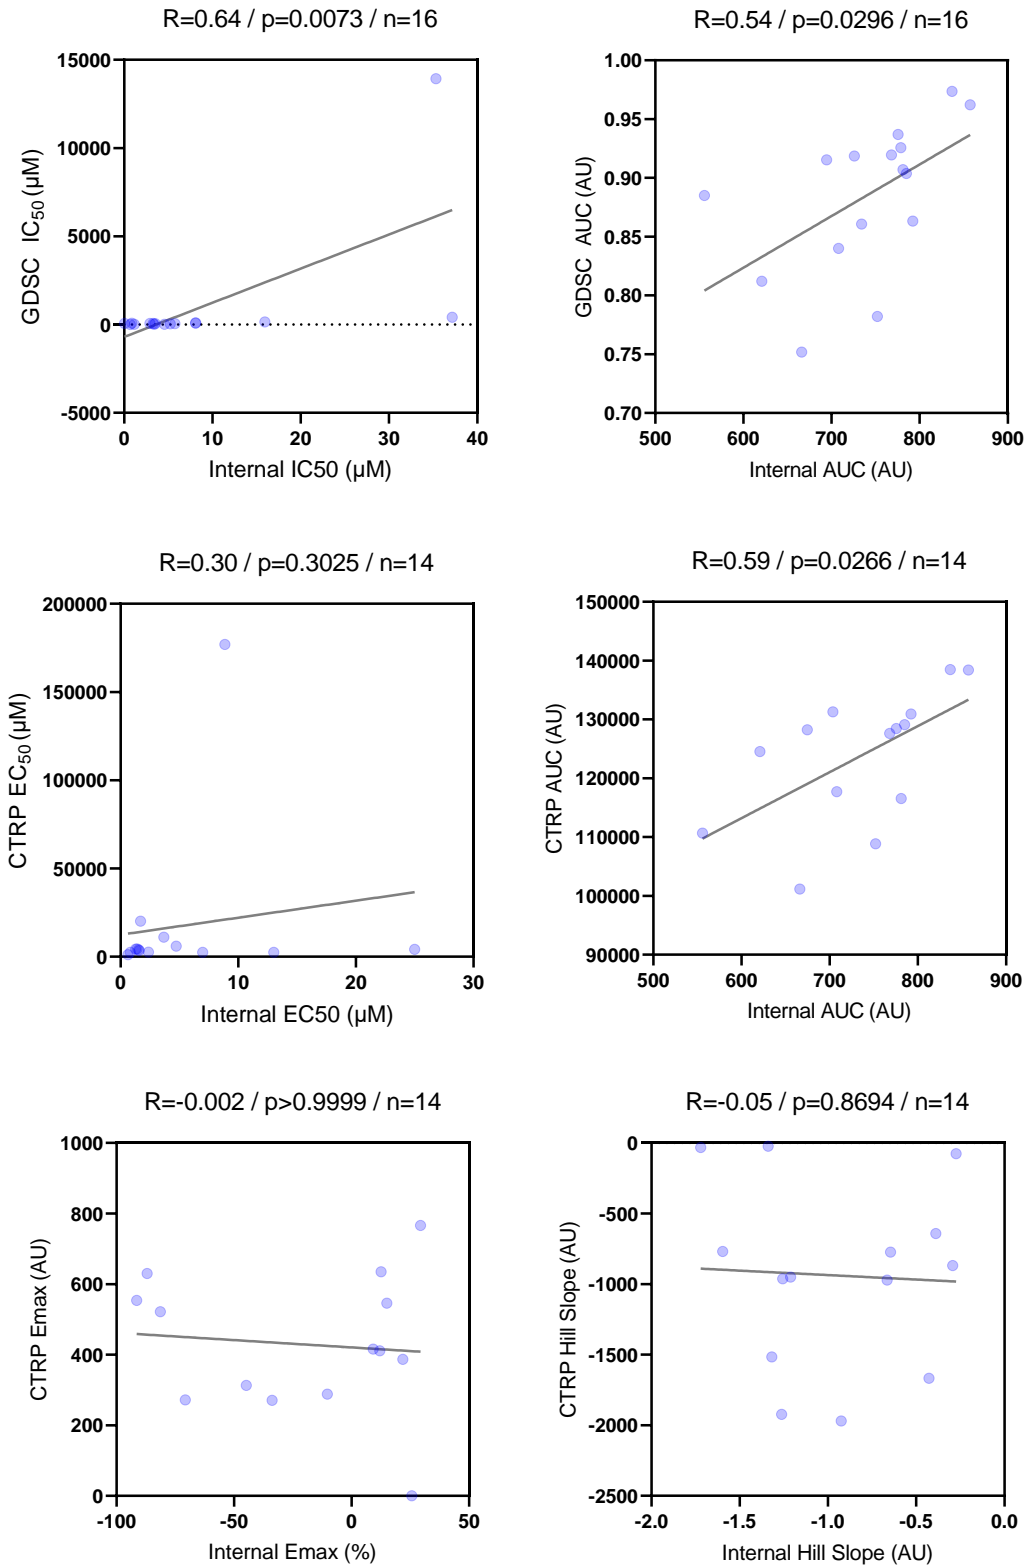 R=0.64 / p=0.0073 / n=16
15000
10000
5000
0
-5000
0 10 20 30 40
GDSC IC50 (µM)
Internal IC50 (µM)
R=0.54 / p=0.0296 / n=16
1.00
0.95
0.90
0.85
0.80
0.75
0.70
500 600 700 800 900
GDSC AUC (AU)
Internal AUC (AU)
R=0.30 / p=0.3025 / n=14
200000
150000
100000
50000
0
0 10 20 30
CTRP EC50 (µM)
Internal EC50 (µM)
R=0.59 / p=0.0266 / n=14
150000
140000
130000
120000
110000
100000
90000
500 600 700 800 900
CTRP AUC (AU)
Internal AUC (AU)
R=-0.002 / p>0.9999 / n=14
1000
800
600
400
200
0
-100 -50 0 50
CTRP Emax (AU)
Internal Emax (%)
R=-0.05 / p=0.8694 / n=14
0
-500
-1000
-1500
-2000
-2500
-2.0 -1.5 -1.0 -0.5 0.0
CTRP Hill Slope (AU)
Internal Hill Slope (AU)